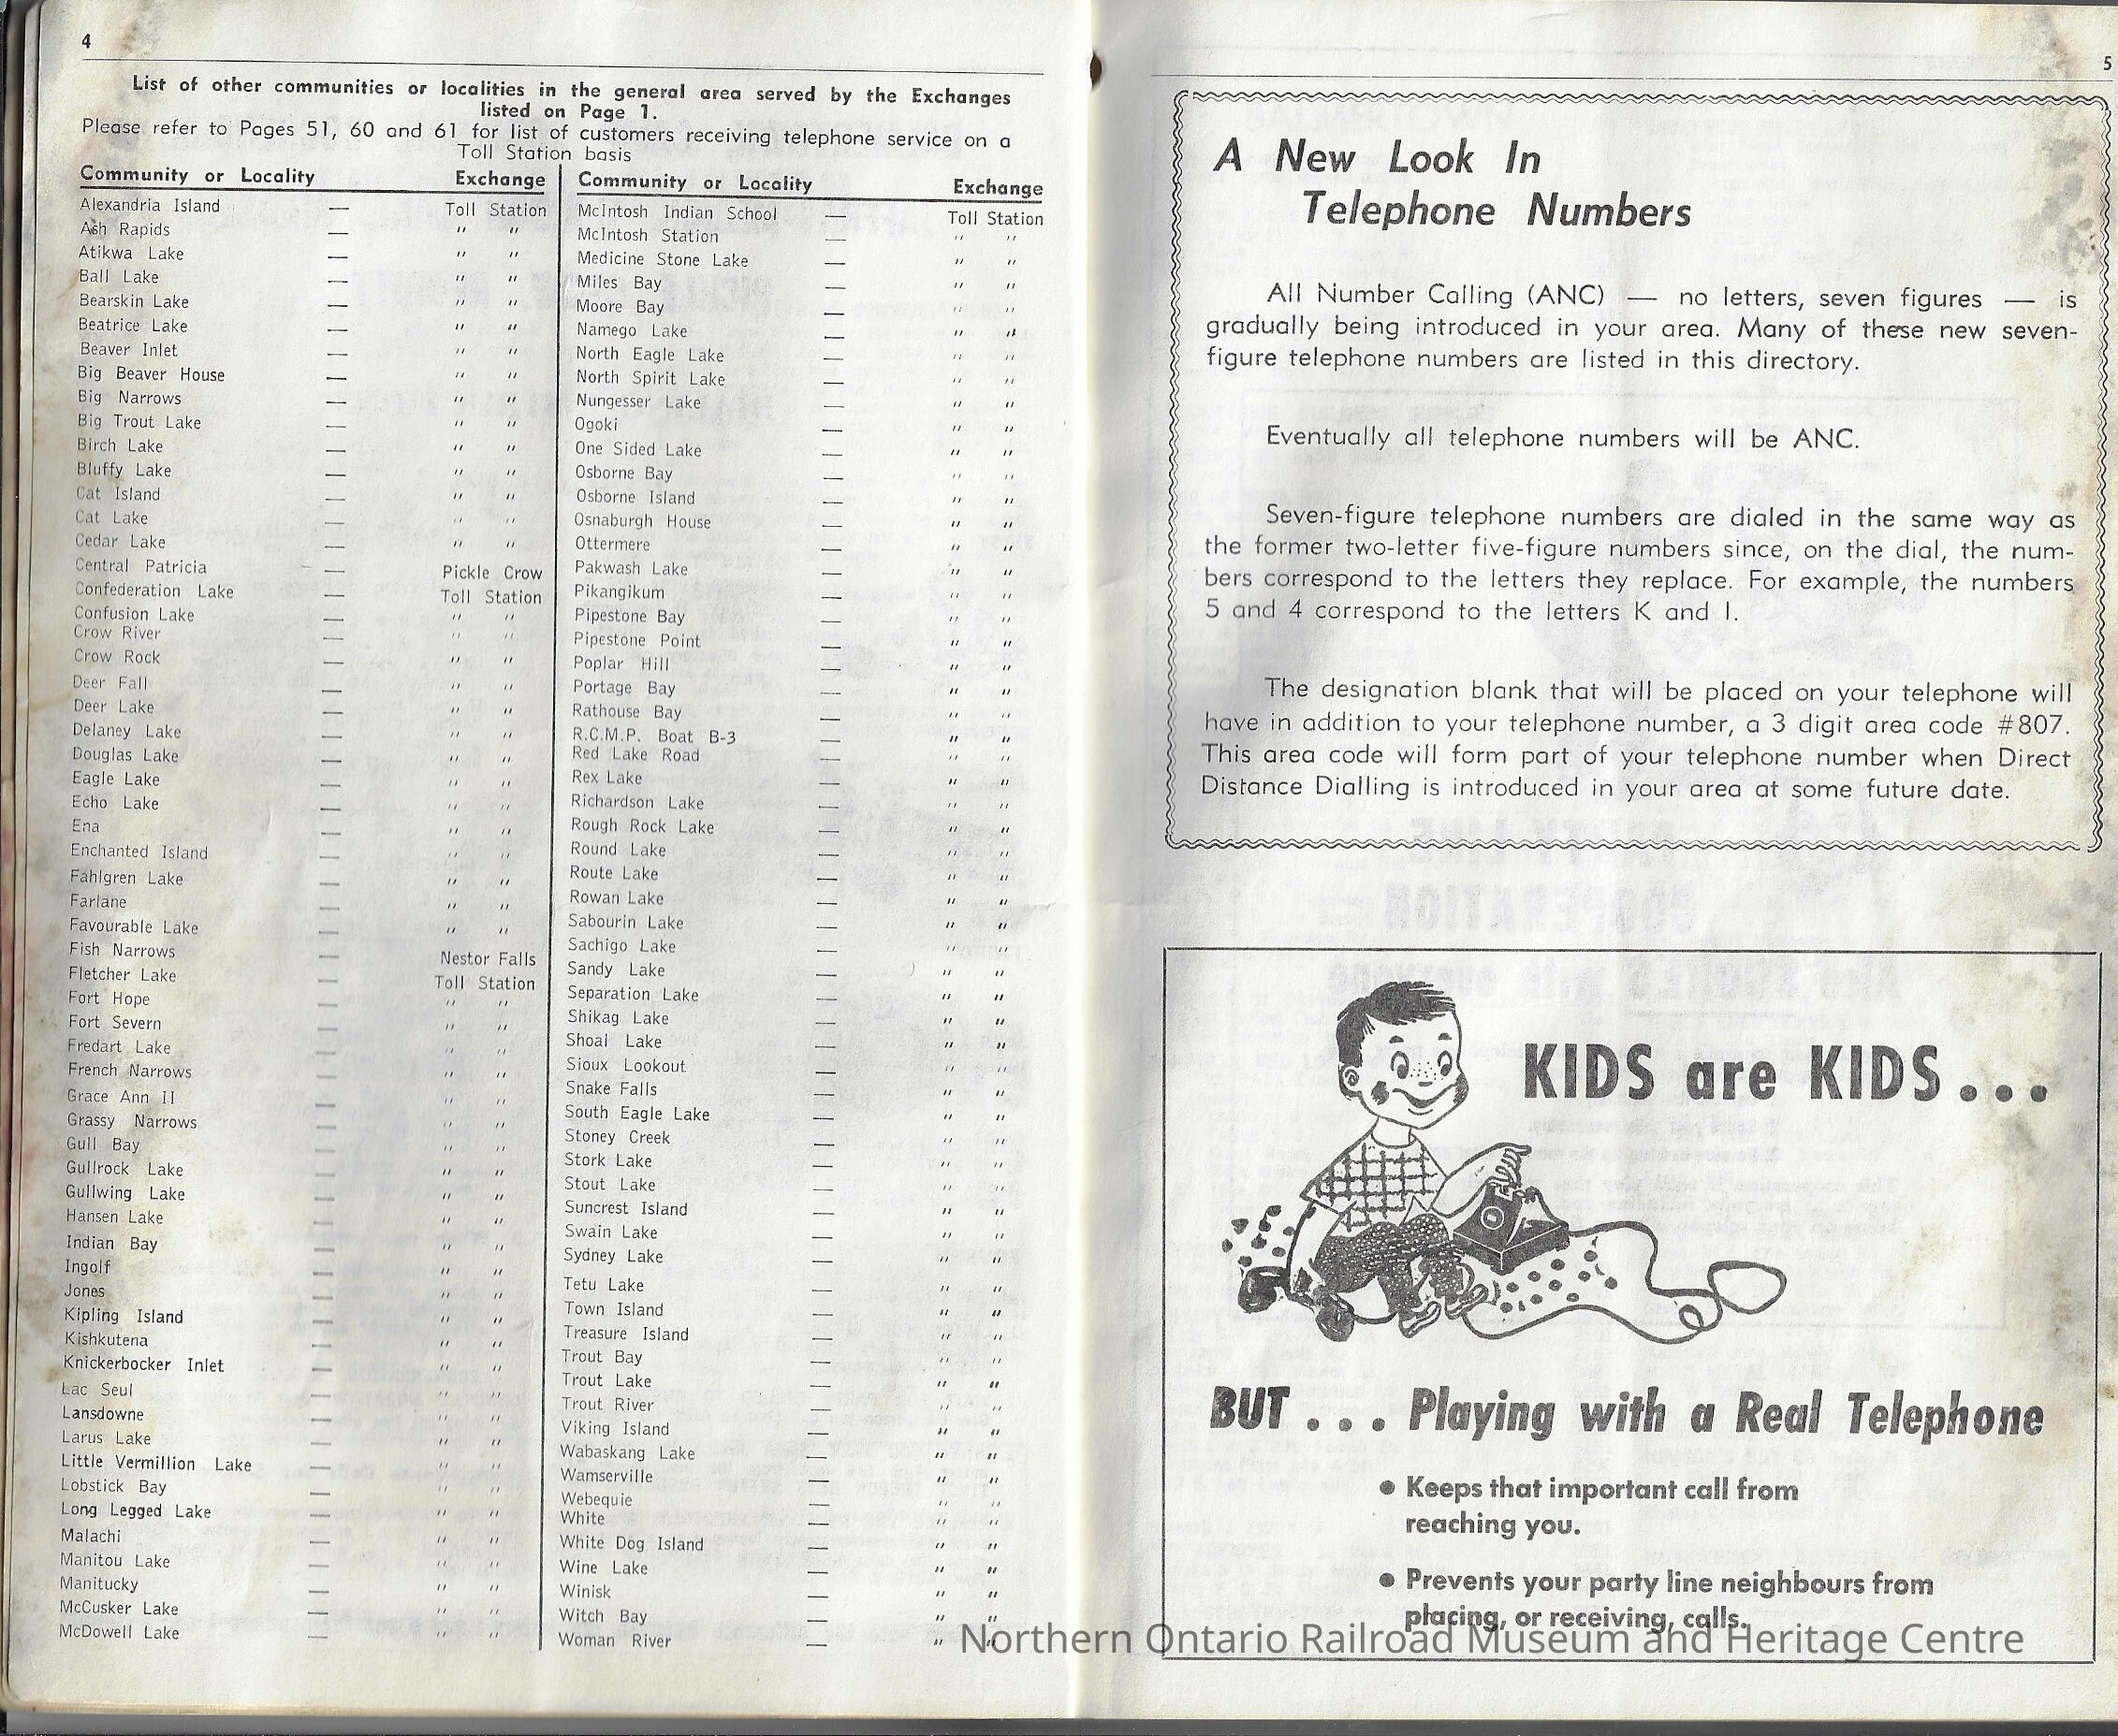 4
List of other communities or localities in the general area served by the Exchanges
listed on Page 1.
Please refer to Pages 51, 60 and 61 for list of customers receiving telephone service on a
Toll Station basis
Community or Locality Exchange
Alexandria Island — Toll Station
Ash Rapids — " "
Atikwa Lake — " "
Ball Lake — " "
Bearskin Lake — " "
Beatrice Lake — " "
Beaver Inlet — " "
Big Beaver House — " "
Big Narrows — " "
Big Trout Lake — " "
Birch Lake — " "
Bluffy Lake — " "
Cat Island — " "
Cat Lake — " "
Cedar Lake — " "
Central Patricia — Pickle Crow
Confederation Lake — Toll Station
Confusion Lake — " "
Crow River — " "
Crow Rock — " "
Deer Fall — " "
Deer Lake — " "
Delaney Lake — " "
Douglas Lake — " "
Eagle Lake — " "
Echo Lake — " "
Ena — " "
Enchanted Island — " "
Fahlgren Lake — " "
Farlane — " "
Favourable Lake — " "
Fish Narrows — Nestor Falls
Fletcher Lake — Toll Station
Fort Hope — " "
Fort Severn — " "
Fredart Lake — " "
French Narrows — " "
Grace Ann II — " "
Grassy Narrows — " "
Gull Bay — " "
Gullrock Lake — " "
Gullwing Lake — " "
Hansen Lake — " "
Indian Bay — " "
Ingolf — " "
Jones — " "
Kipling Island — " "
Kishkutena — " "
Knickerbocker Inlet — " "
Lac Seul — " "
Lansdowne — " "
Larus Lake — " "
Little Vermillion Lake — " "
Lobstick Bay — " "
Long Legged Lake — " "
Malachi — " "
Manitou Lake — " "
Manitucky — " "
McCusker Lake — " "
McDowell Lake — " "
Community or Locality Exchange
McIntosh Indian School — Toll Station
McIntosh Station — " "
Medicine Stone Lake — " "
Miles Bay — " "
Moore Bay — " "
Namego Lake — " "
North Eagle Lake — " "
North Spirit Lake — " "
Nungesser Lake — " "
Ogoki — " "
One Sided Lake — " "
Osborne Bay — " "
Osborne Island — " "
Osnaburgh House — " "
Ottermere — " "
Pakwash Lake — " "
Pikangikum — " "
Pipestone Bay — " "
Pipestone Point — " "
Poplar Hill — " "
Portage Bay — " "
Rathouse Bay — " "
R.C.M.P. Boat B-3 — " "
Red Lake Road — " "
Rex Lake — " "
Richardson Lake — " "
Rough Rock Lake — " "
Round Lake — " "
Route Lake — " "
Rowan Lake — " "
Sabourin Lake — " "
Sachigo Lake — " "
Sandy Lake — " "
Separation Lake — " "
Shikag Lake — " "
Shoal Lake — " "
Sioux Lookout — " "
Snake Falls — " "
South Eagle Lake — " "
Stoney Creek — " "
Stork Lake — " "
Stout Lake — " "
Suncrest Island — " "
Swain Lake — " "
Sydney Lake — " "
Tetu Lake — " "
Town Island — " "
Treasure Island — " "
Trout Bay — " "
Trout Lake — " "
Trout River — " "
Viking Island — " "
Wabaskang Lake — " "
Wamserville — " "
Webequie — " "
White — " "
White Dog Island — " "
Wine Lake — " "
Winisk — " "
Witch Bay — " "
Woman River — " "
5
A New Look In
Telephone Numbers
All Number Calling (ANC) — no letters, seven figures — is
gradually being introduced in your area. Many of these new seven-
figure telephone numbers are listed in this directory.
Eventually all telephone numbers will be ANC.
Seven-figure telephone numbers are dialed in the same way as
the former two-letter five-figure numbers since, on the dial, the num-
bers correspond to the letters they replace. For example, the numbers
5 and 4 correspond to the letters K and I.
The designation blank that will be placed on your telephone will
have in addition to your telephone number, a 3 digit area code #807.
This area code will form part of your telephone number when Direct
Distance Dialling is introduced in your area at some future date.
KIDS are KIDS . . .
BUT . . . Playing with a Real Telephone
• Keeps that important call from
reaching you.
• Prevents your party line neighbours from
placing, or receiving, calls.
Northern Ontario Railroad Museum and Heritage Centre